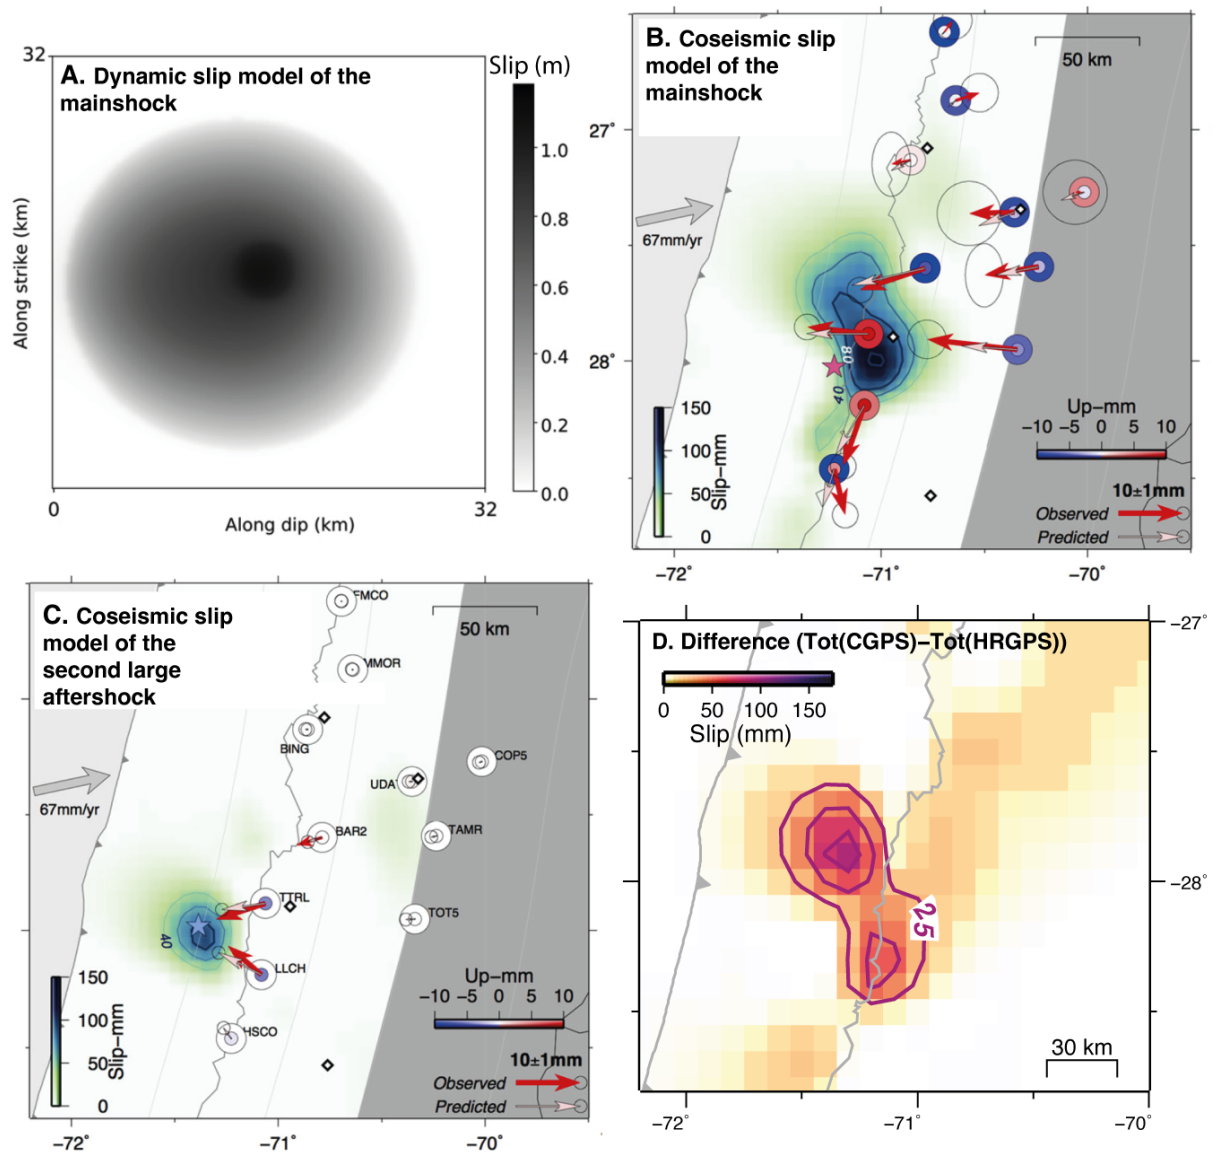 32
A. Dynamic slip model of the
mainshock
Slip (m)
1.0
0.8
0.6
0.4
0.2
0.0
Along strike (km)
0
Along dip (km)
32
B. Coseismic slip
model of the
mainshock
50 km
27°
67mm/yr
28°
80
40
150
100
50
0
Slip−mm
Up−mm
−10 −5 0 5 10
10±1mm
Observed
Predicted
−72° −71° −70°
C. Coseismic slip
model of the
second large
aftershock
50 km
FMCO
MMOR
BING
COP5
UDA
67mm/yr
BAR2
TAMR
TTRL
TOT5
40
LLCH
HSCO
150
100
50
0
Slip−mm
Up−mm
−10 −5 0 5 10
10±1mm
Observed
Predicted
−72° −71° −70°
D. Difference (Tot(CGPS)−Tot(HRGPS))
0 50 100 150
Slip (mm)
−27°
−28°
25
30 km
−72° −71° −70°